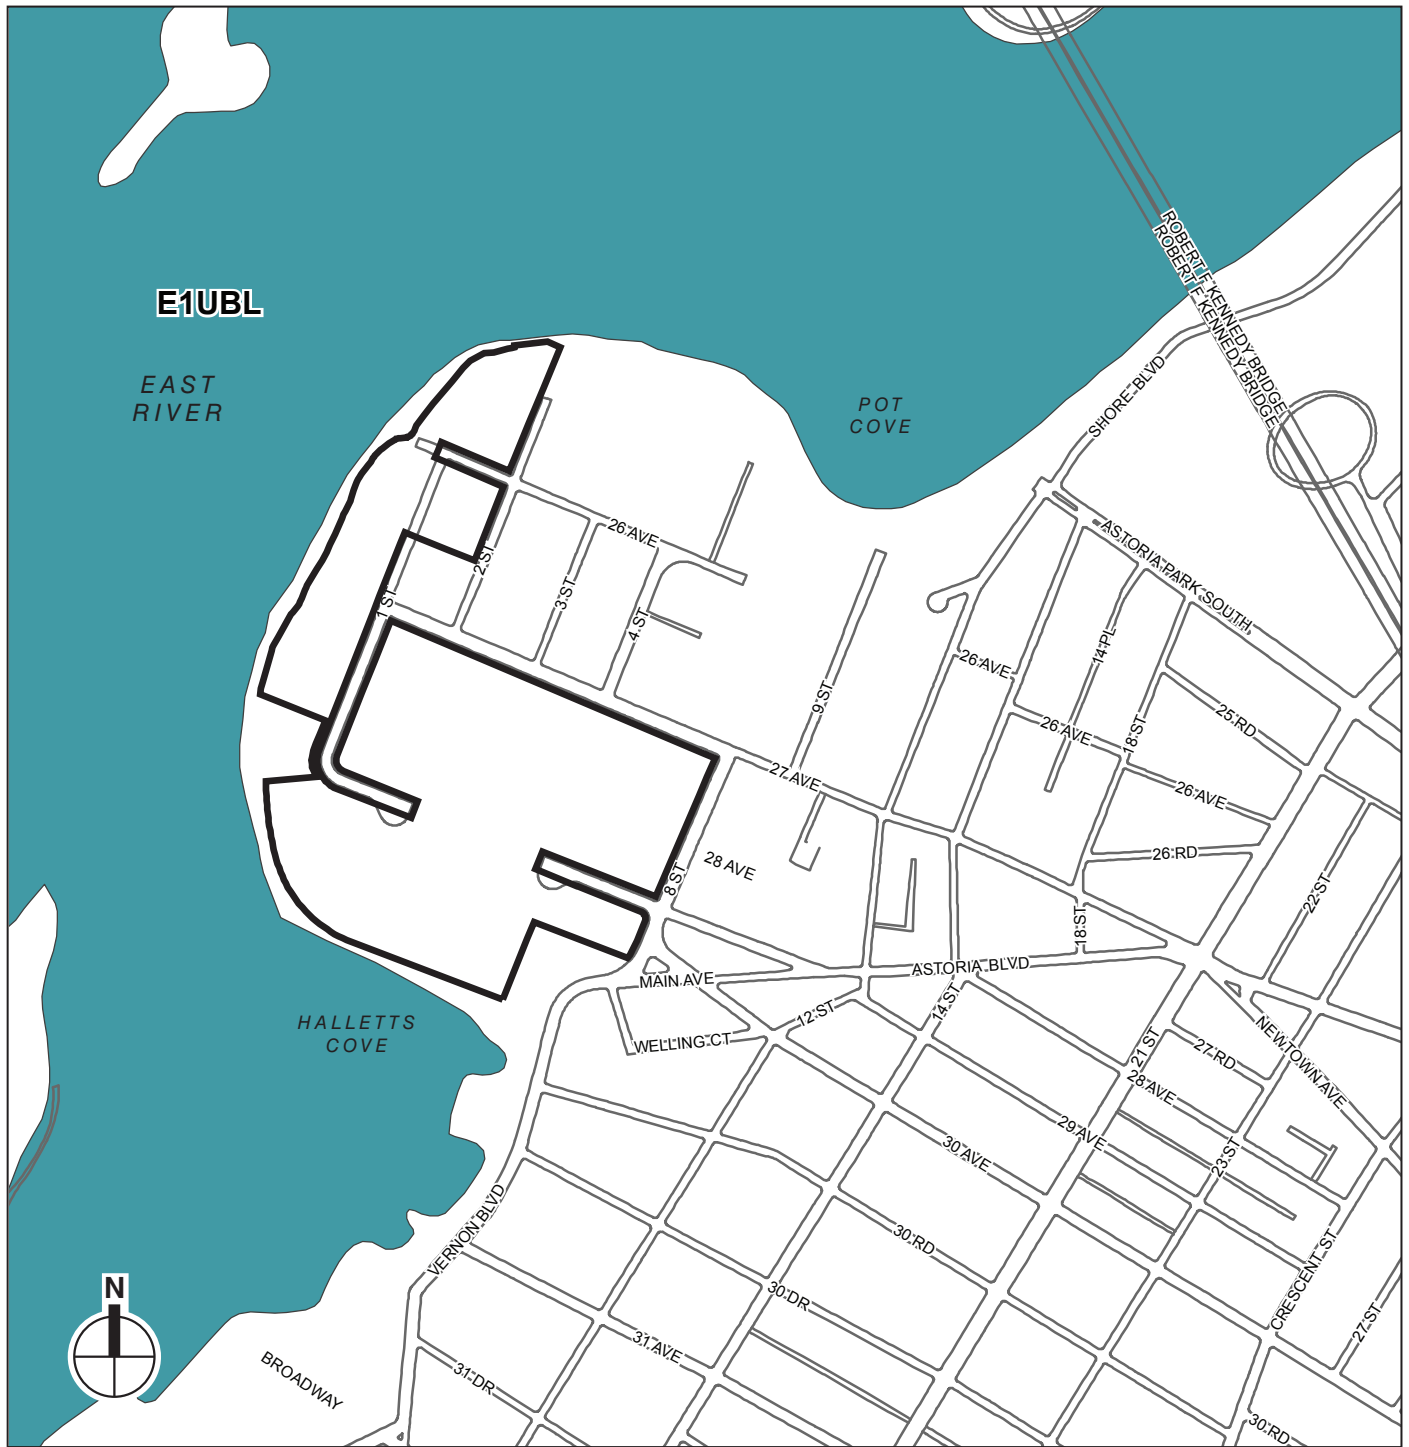 ROBERT F KENNEDY BRIDGE
ROBERT F KENNEDY BRIDGE
E1UBL
EAST
RIVER
POT
COVE
SHORE BLVD
ASTORIA PARK SOUTH
26 AVE
2 ST
3 ST
1 ST
4 ST
14 PL
26 AVE
9 ST
25 RD
26 AVE
18 ST
27 AVE
26 AVE
26 RD
28 AVE
8 ST
22 ST
18 ST
ASTORIA BLVD
MAIN AVE
12 ST
14 ST
HALLETTS
COVE
WELLING CT
21 ST
27 RD
NEWTOWN AVE
28 AVE
29 AVE
30 AVE
23 ST
VERNON BLVD
30 RD
CRESCENT ST
30 DR
27 ST
N
31 AVE
31 DR
BROADWAY
30 RD